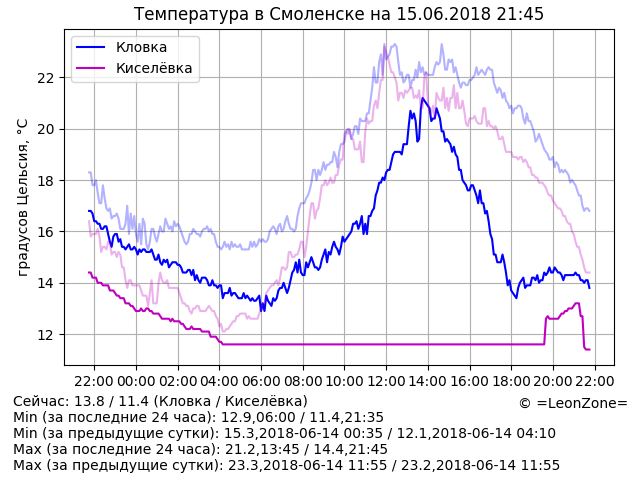 Температура в Смоленске на 15.06.2018 21:45
Кловка
Киселёвка
градусов Цельсия, °C
22
20
18
16
14
12
22:00 00:00 02:00 04:00 06:00 08:00 10:00 12:00 14:00 16:00 18:00 20:00 22:00
Сейчас: 13.8 / 11.4 (Кловка / Киселёвка)
© =LeonZone=
Min (за последние 24 часа): 12.9,06:00 / 11.4,21:35
Min (за предыдущие сутки): 15.3,2018-06-14 00:35 / 12.1,2018-06-14 04:10
Max (за последние 24 часа): 21.2,13:45 / 14.4,21:45
Max (за предыдущие сутки): 23.3,2018-06-14 11:55 / 23.2,2018-06-14 11:55